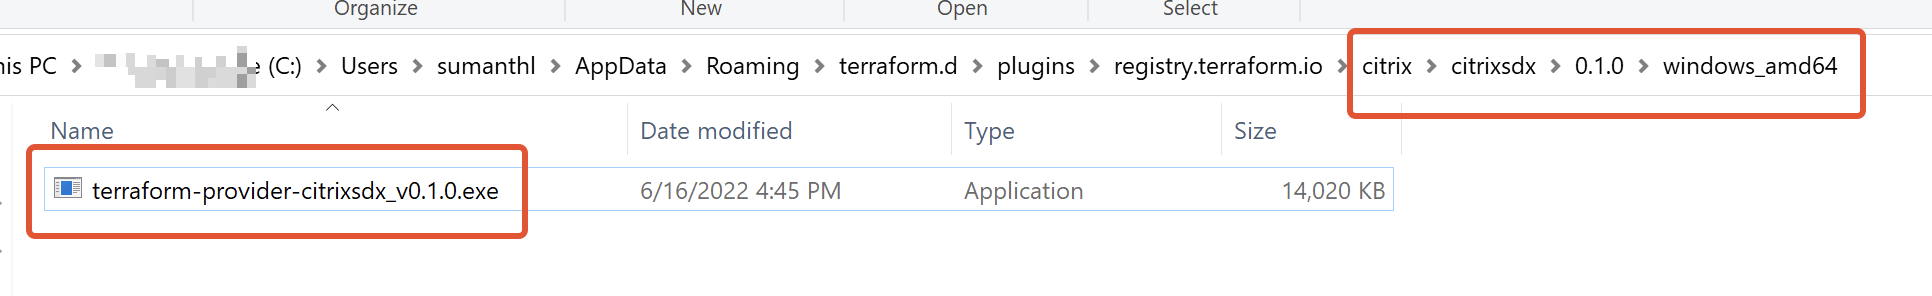 Organize New Open Select
his PC > e (C:) > Users > sumanthl > AppData > Roaming > terraform.d > plugins > registry.terraform.io > citrix > citrixsdx > 0.1.0 > windows_amd64
Name Date modified Type Size
terraform-provider-citrixsdx_v0.1.0.exe 6/16/2022 4:45 PM Application 14,020 KB